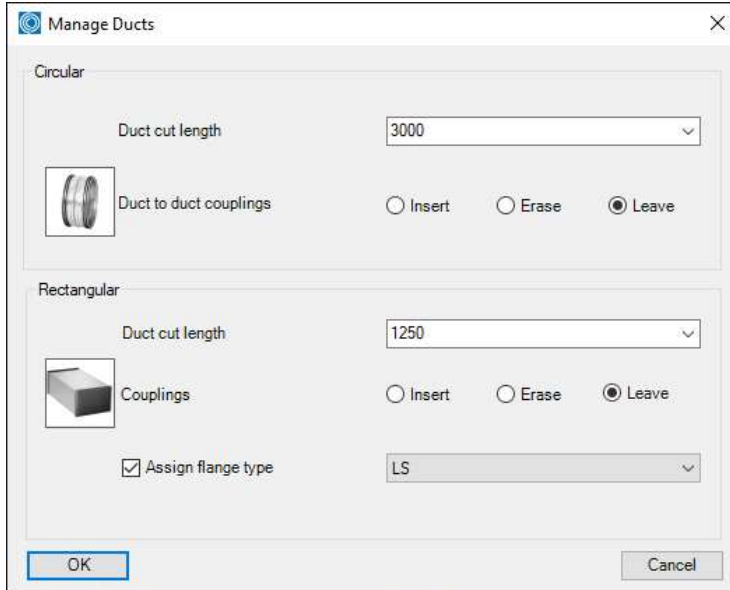 Manage Ducts
Circular
Duct cut length 3000
Duct to duct couplings Insert Erase Leave
Rectangular
Duct cut length 1250
Couplings Insert Erase Leave
Assign flange type LS
OK Cancel